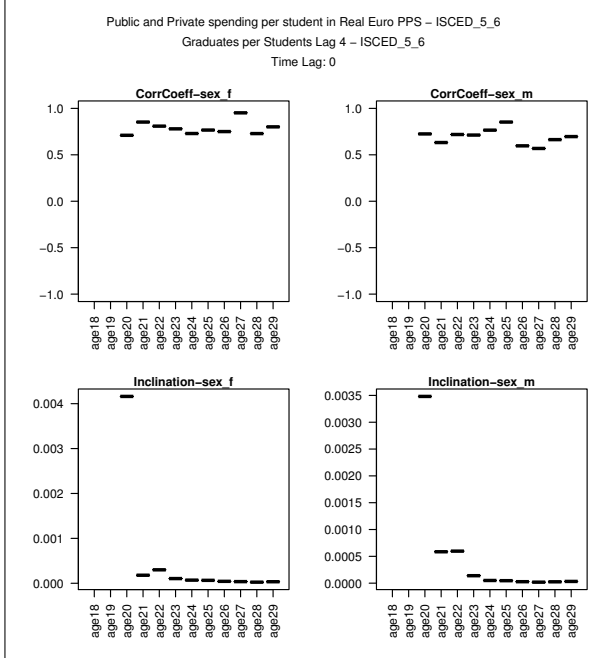 Public and Private spending per student in Real Euro PPS − ISCED_5_6
Graduates per Students Lag 4 − ISCED_5_6
Time Lag: 0
CorrCoeff−sex_f
1.0
0.5
0.0
−0.5
−1.0
age18
age19
age20
age21
age22
age23
age24
age25
age26
age27
age28
age29
CorrCoeff−sex_m
1.0
0.5
0.0
−0.5
−1.0
age18
age19
age20
age21
age22
age23
age24
age25
age26
age27
age28
age29
Inclination−sex_f
0.004
0.003
0.002
0.001
0.000
age18
age19
age20
age21
age22
age23
age24
age25
age26
age27
age28
age29
Inclination−sex_m
0.0035
0.0030
0.0025
0.0020
0.0015
0.0010
0.0005
0.0000
age18
age19
age20
age21
age22
age23
age24
age25
age26
age27
age28
age29